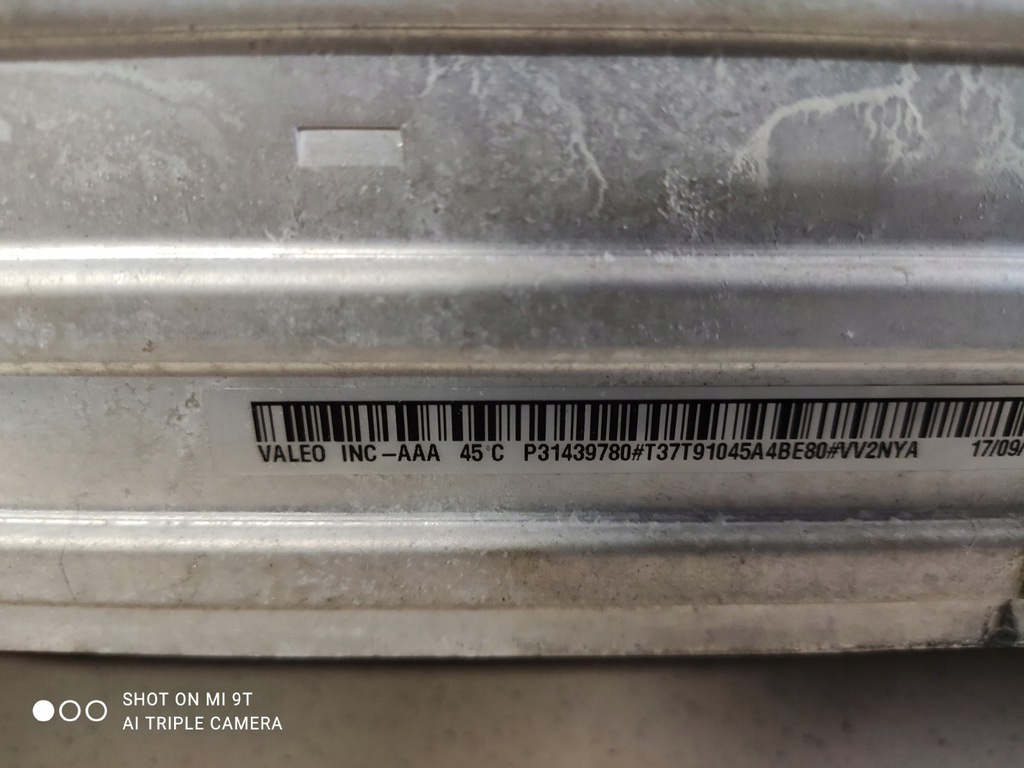 VALEO INC-AAA 45°C P31439780#T37T91045A4BE80#VV2NYA 17/09/
SHOT ON MI 9T
AI TRIPLE CAMERA